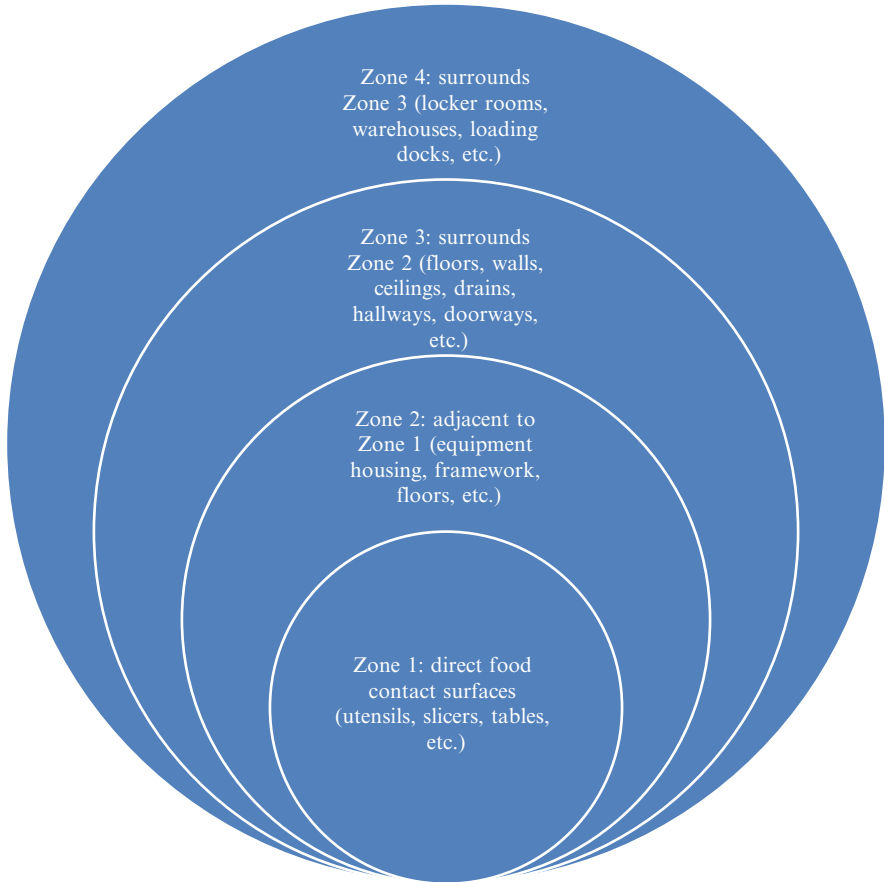 Zone 4: surrounds
Zone 3 (locker rooms,
warehouses, loading
docks, etc.)
Zone 3: surrounds
Zone 2 (floors, walls,
ceilings, drains,
hallways, doorways,
etc.)
Zone 2: adjacent to
Zone 1 (equipment
housing, framework,
floors, etc.)
Zone 1: direct food
contact surfaces
(utensils, slicers, tables,
etc.)